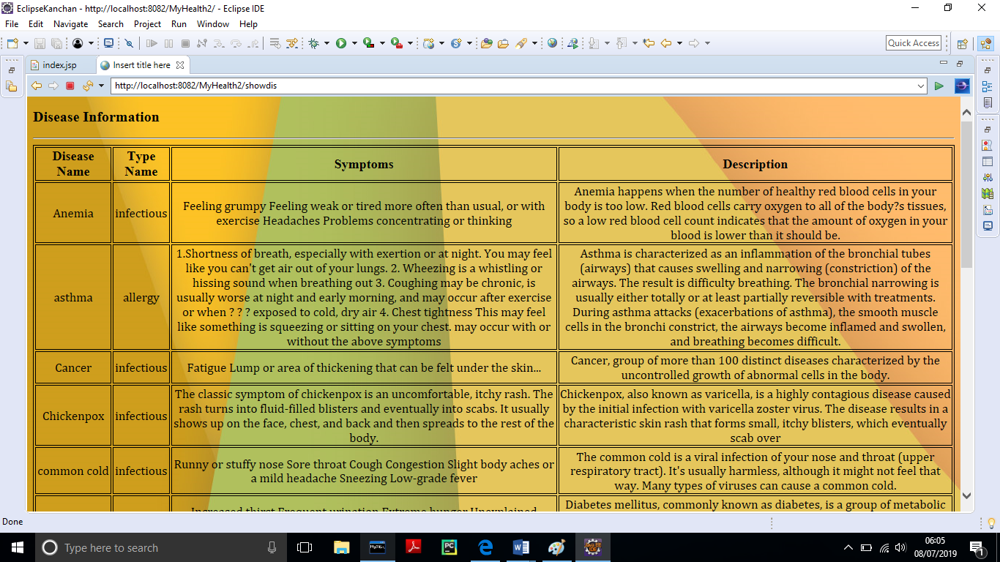 EclipseKanchan - http://localhost:8082/MyHealth2/ - Eclipse IDE
File Edit Navigate Search Project Run Window Help
Quick Access
index.jsp
Insert title here
http://localhost:8082/MyHealth2/showdis
Disease Information
Disease
Name
Type
Name
Symptoms
Description
Anemia
infectious
Feeling grumpy Feeling weak or tired more often than usual, or with
exercise Headaches Problems concentrating or thinking
Anemia happens when the number of healthy red blood cells in your
body is too low. Red blood cells carry oxygen to all of the body?s tissues,
so a low red blood cell count indicates that the amount of oxygen in your
blood is lower than it should be.
asthma
allergy
1.Shortness of breath, especially with exertion or at night. You may feel
like you can't get air out of your lungs. 2. Wheezing is a whistling or
hissing sound when breathing out 3. Coughing may be chronic, is
usually worse at night and early morning, and may occur after exercise
or when ? ? ? exposed to cold, dry air 4. Chest tightness This may feel
like something is squeezing or sitting on your chest. may occur with or
without the above symptoms
Asthma is characterized as an inflammation of the bronchial tubes
(airways) that causes swelling and narrowing (constriction) of the
airways. The result is difficulty breathing. The bronchial narrowing is
usually either totally or at least partially reversible with treatments.
During asthma attacks (exacerbations of asthma), the smooth muscle
cells in the bronchi constrict, the airways become inflamed and swollen,
and breathing becomes difficult.
Cancer
infectious
Fatigue Lump or area of thickening that can be felt under the skin...
Cancer, group of more than 100 distinct diseases characterized by the
uncontrolled growth of abnormal cells in the body.
Chickenpox
infectious
The classic symptom of chickenpox is an uncomfortable, itchy rash. The
rash turns into fluid-filled blisters and eventually into scabs. It usually
shows up on the face, chest, and back and then spreads to the rest of the
body.
Chickenpox, also known as varicella, is a highly contagious disease caused
by the initial infection with varicella zoster virus. The disease results in a
characteristic skin rash that forms small, itchy blisters, which eventually
scab over
common cold
infectious
Runny or stuffy nose Sore throat Cough Congestion Slight body aches or
a mild headache Sneezing Low-grade fever
The common cold is a viral infection of your nose and throat (upper
respiratory tract). It's usually harmless, although it might not feel that
way. Many types of viruses can cause a common cold.
Increased thirst Frequent urination Extreme hunger Unexplained
Diabetes mellitus, commonly known as diabetes, is a group of metabolic
Done
Type here to search
06:05
08/07/2019